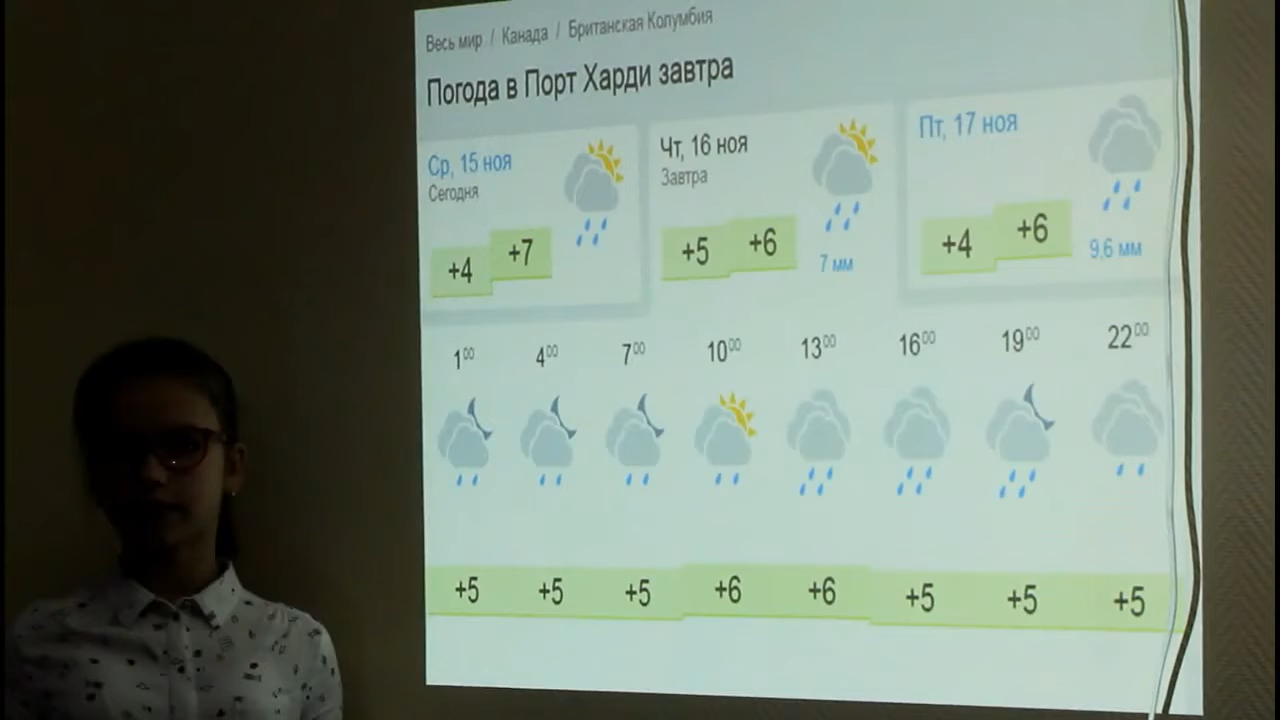 Весь мир / Канада / Британская Колумбия
Погода в Порт Харди завтра
Ср, 15 ноя
Сегодня
+4 +7
Чт, 16 ноя
Завтра
+5 +6
7 мм
Пт, 17 ноя
+4 +6
9,6 мм
1⁰⁰ 4⁰⁰ 7⁰⁰ 10⁰⁰ 13⁰⁰ 16⁰⁰ 19⁰⁰ 22⁰⁰
+5 +5 +5 +6 +6 +5 +5 +5